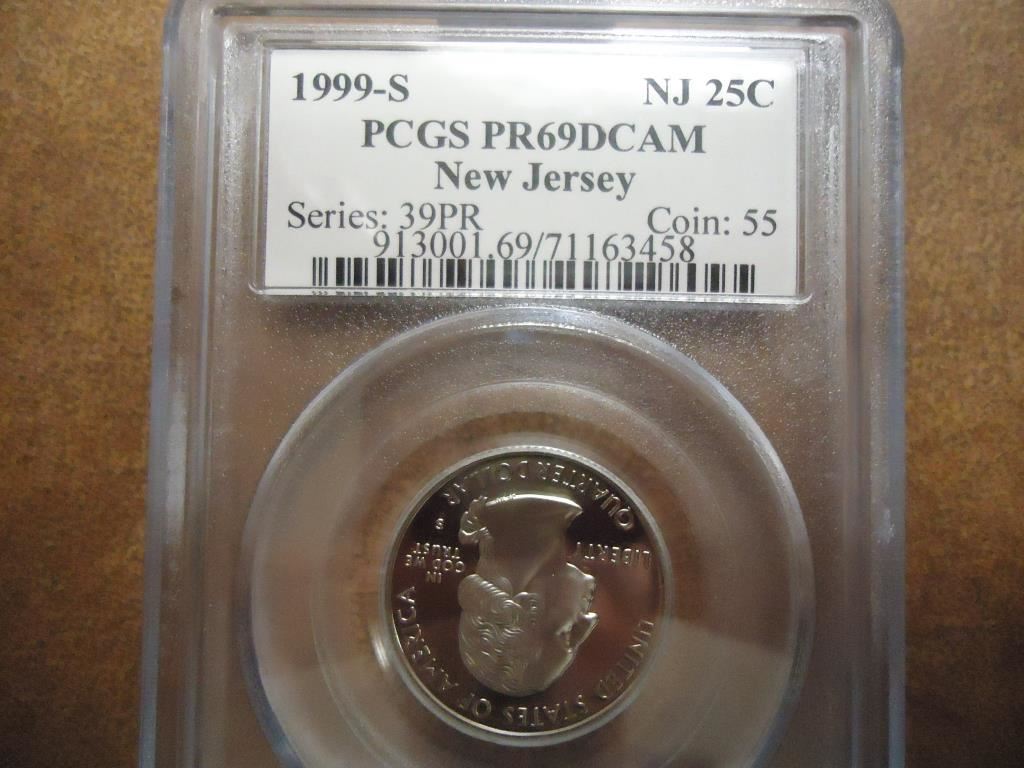 1999-S NJ 25C
PCGS PR69DCAM
New Jersey
Series: 39PR Coin: 55
913001.69/71163458
UNITED STATES OF AMERICA
LIBERTY
IN
GOD WE
TRUST
S
QUARTER DOLLAR